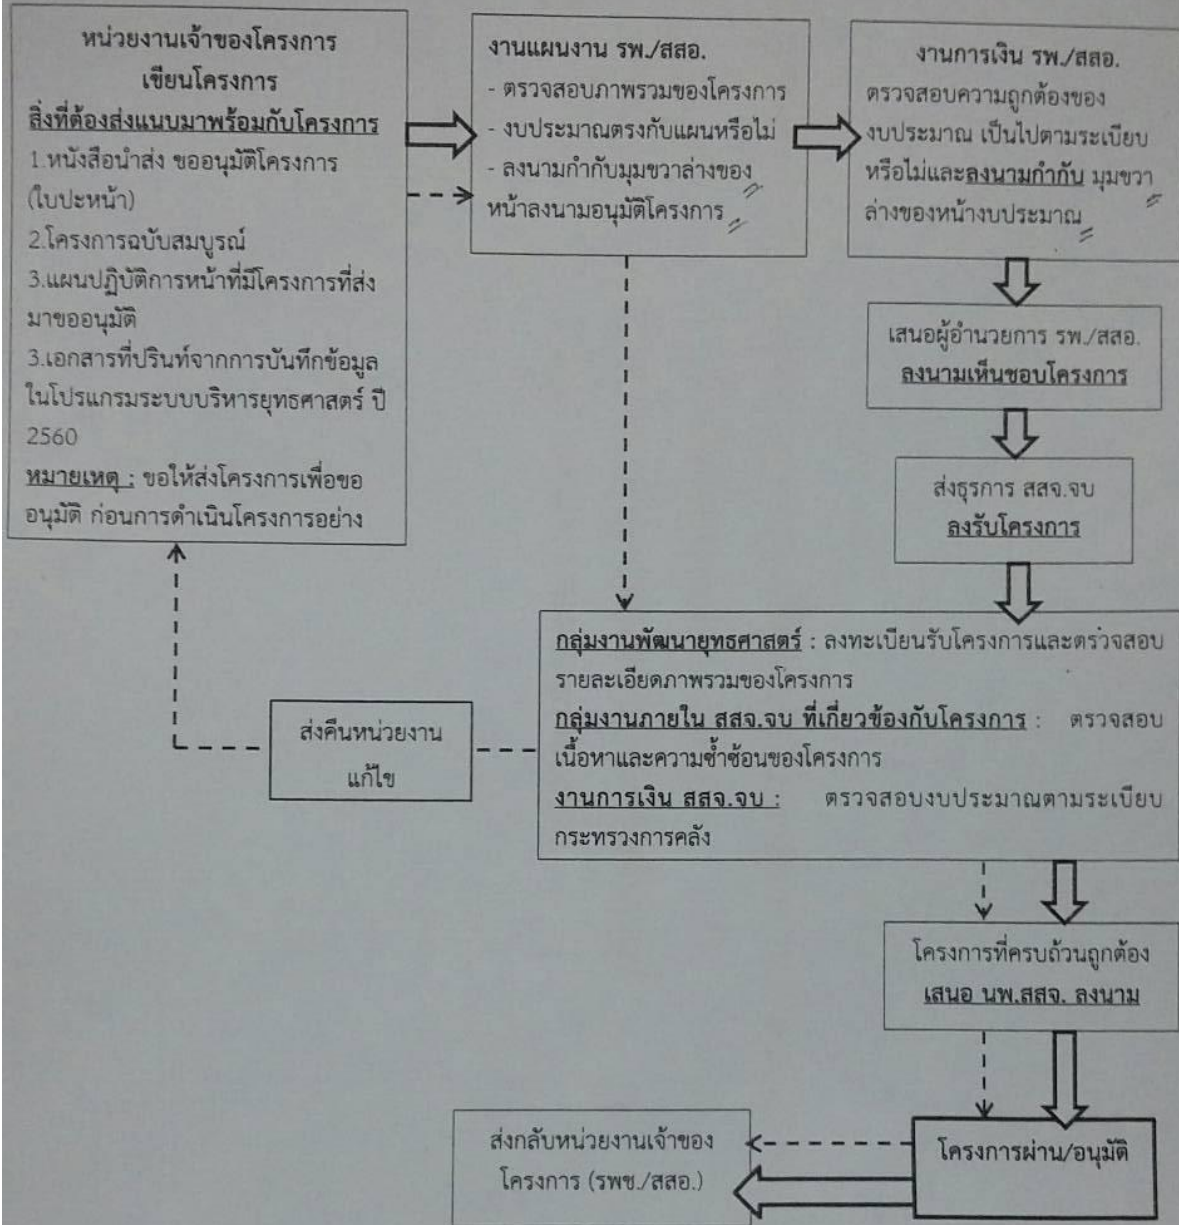 หน่วยงานเจ้าของโครงการ
เขียนโครงการ
สิ่งที่ต้องส่งแนบมาพร้อมกับโครงการ
1.หนังสือนำส่ง ขออนุมัติโครงการ
(ใบปะหน้า)
2.โครงการฉบับสมบูรณ์
3.แผนปฏิบัติการหน้าที่มีโครงการที่ส่ง
มาขออนุมัติ
3.เอกสารที่ปรินท์จากการบันทึกข้อมูล
ในโปรแกรมระบบบริหารยุทธศาสตร์ ปี
2560
หมายเหตุ : ขอให้ส่งโครงการเพื่อขอ
อนุมัติ ก่อนการดำเนินโครงการอย่าง
งานแผนงาน รพ./สสอ.
- ตรวจสอบภาพรวมของโครงการ
- งบประมาณตรงกับแผนหรือไม่
- ลงนามกำกับมุมขวาล่างของ
หน้าลงนามอนุมัติโครงการ
งานการเงิน รพ./สสอ.
ตรวจสอบความถูกต้องของ
งบประมาณ เป็นไปตามระเบียบ
หรือไม่และลงนามกำกับ มุมขวา
ล่างของหน้างบประมาณ
เสนอผู้อำนวยการ รพ./สสอ.
ลงนามเห็นชอบโครงการ
ส่งธุรการ สสจ.จบ
ลงรับโครงการ
กลุ่มงานพัฒนายุทธศาสตร์ : ลงทะเบียนรับโครงการและตรวจสอบ
รายละเอียดภาพรวมของโครงการ
กลุ่มงานภายใน สสจ.จบ ที่เกี่ยวข้องกับโครงการ : ตรวจสอบ
เนื้อหาและความซ้ำซ้อนของโครงการ
งานการเงิน สสจ.จบ : ตรวจสอบงบประมาณตามระเบียบ
กระทรวงการคลัง
ส่งคืนหน่วยงาน
แก้ไข
โครงการที่ครบถ้วนถูกต้อง
เสนอ นพ.สสจ. ลงนาม
โครงการผ่าน/อนุมัติ
ส่งกลับหน่วยงานเจ้าของ
โครงการ (รพช./สสอ.)